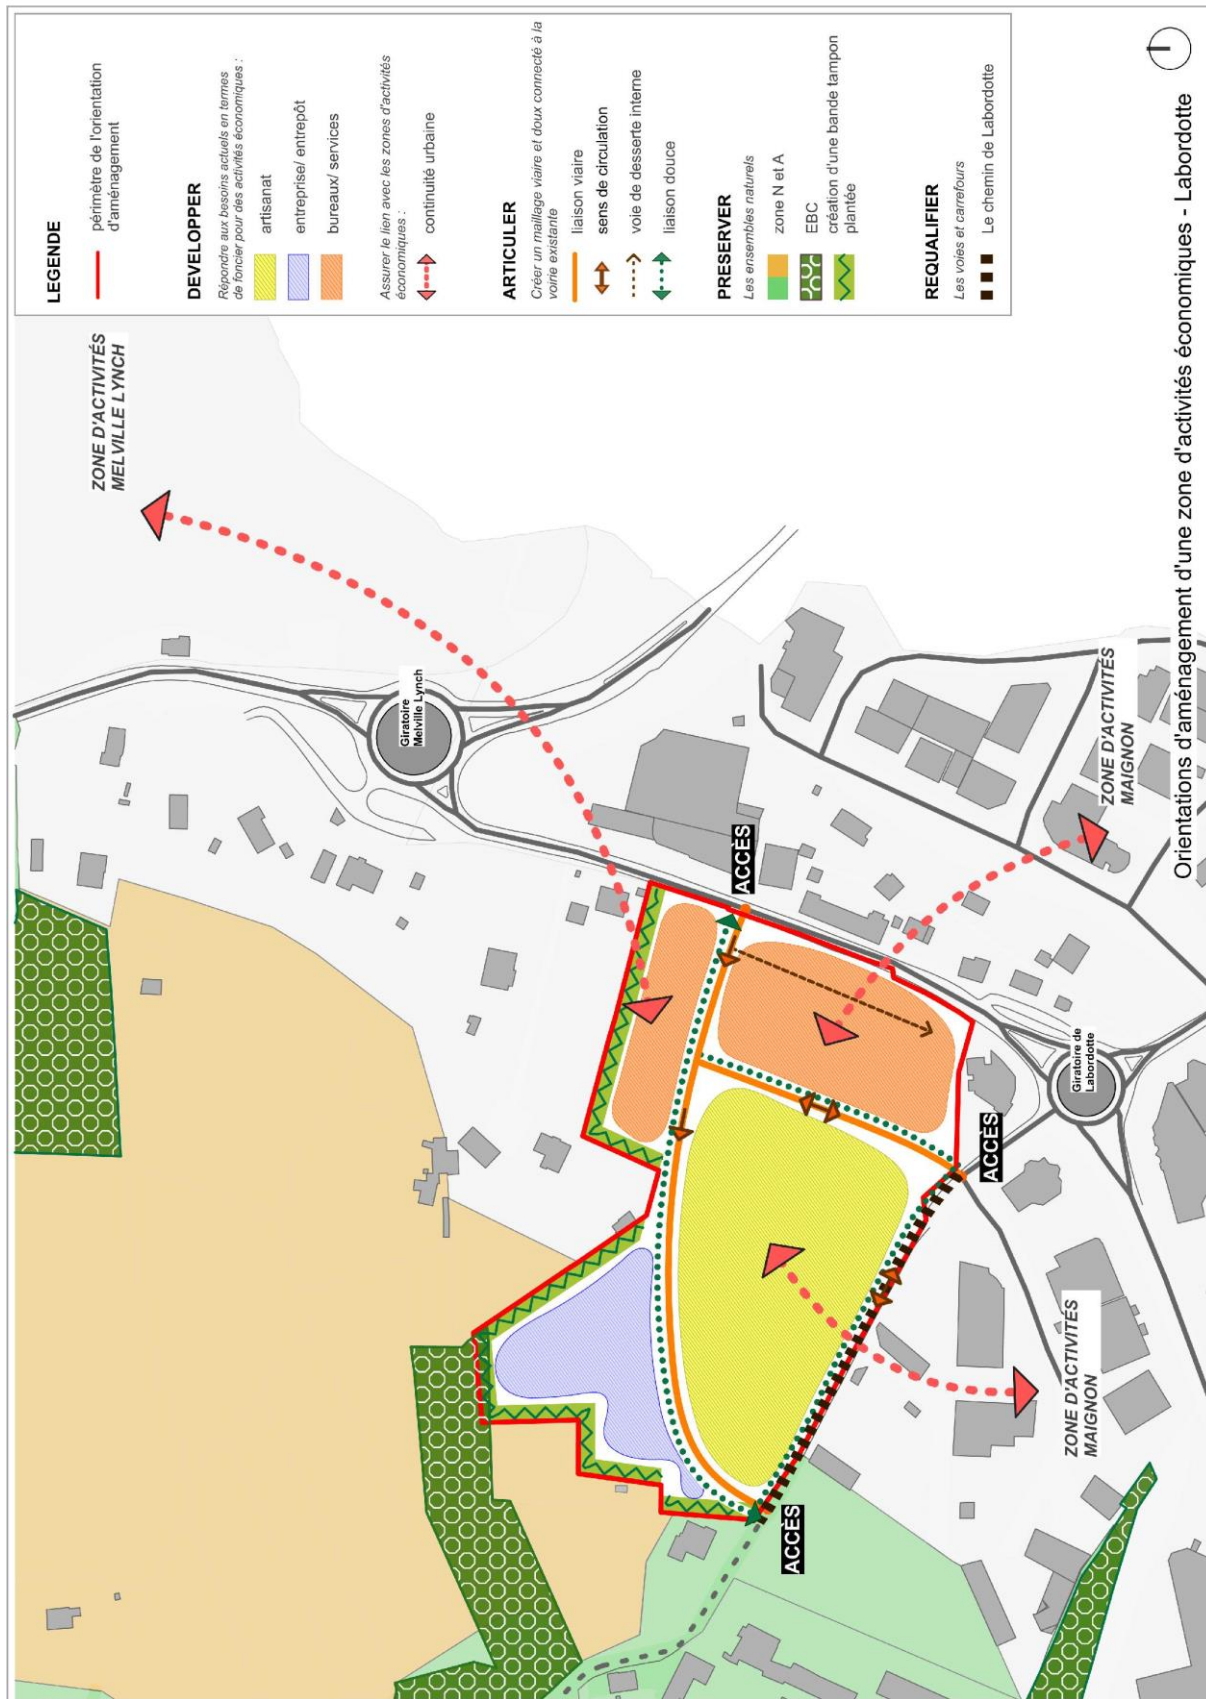 LEGENDE
périmètre de l'orientation
d'aménagement
DEVELOPPER
Répondre aux besoins actuels en termes
de foncier pour des activités économiques :
artisanat
entreprise/ entrepôt
bureaux/ services
Assurer le lien avec les zones d'activités
économiques :
continuité urbaine
ARTICULER
Créer un maillage viaire et doux connecté à la
voirie existante
liaison viaire
sens de circulation
voie de desserte interne
liaison douce
PRESERVER
Les ensembles naturels
zone N et A
EBC
création d'une bande tampon
plantée
REQUALIFIER
Les voies et carrefours
Le chemin de Labordotte
ZONE D'ACTIVITÉS
MELVILLE LYNCH
Giratoire
Melville Lynch
ACCÈS
ZONE D'ACTIVITÉS
MAIGNON
Giratoire de
Labordotte
ACCÈS
ZONE D'ACTIVITÉS
MAIGNON
ACCÈS
Orientations d'aménagement d'une zone d'activités économiques - Labordotte